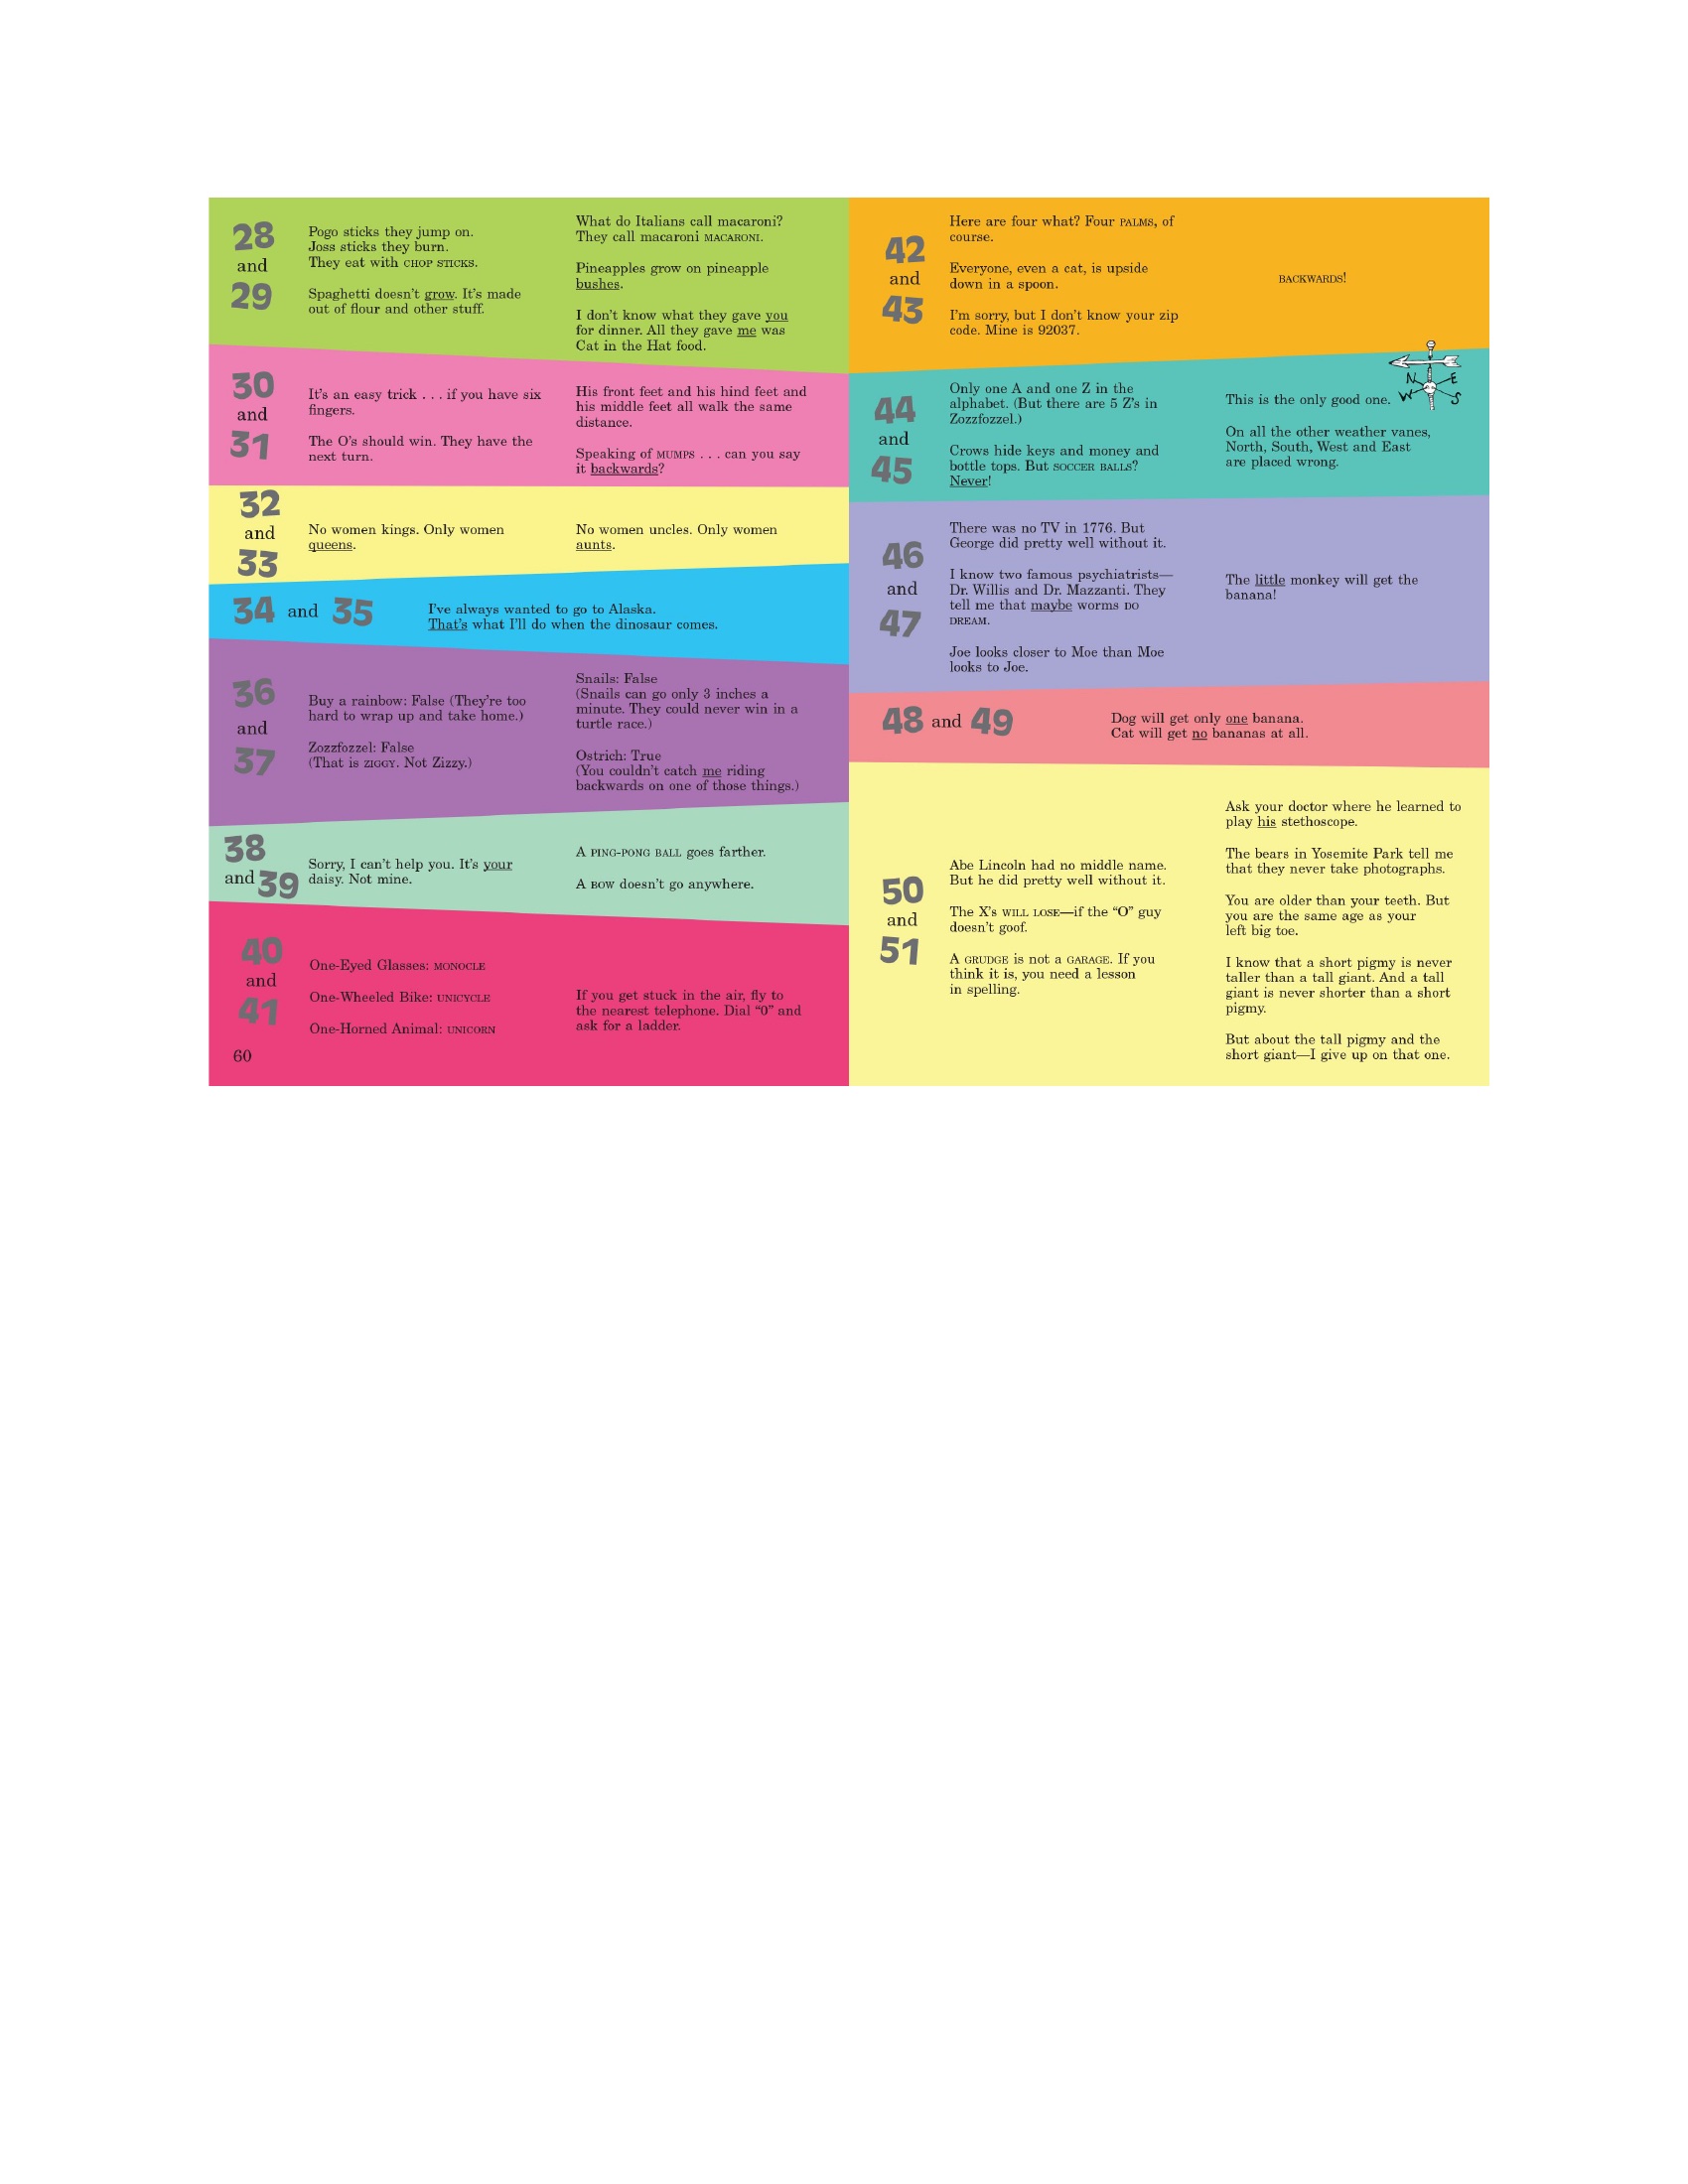 28
and
29
Pogo sticks they jump on.
Joss sticks they burn.
They eat with CHOP STICKS.
Spaghetti doesn't grow. It's made
out of flour and other stuff.
What do Italians call macaroni?
They call macaroni MACARONI.
Pineapples grow on pineapple
bushes.
I don't know what they gave you
for dinner. All they gave me was
Cat in the Hat food.
30
and
31
It's an easy trick . . . if you have six
fingers.
The O's should win. They have the
next turn.
His front feet and his hind feet and
his middle feet all walk the same
distance.
Speaking of MUMPS . . . can you say
it backwards?
32
and
33
No women kings. Only women
queens.
No women uncles. Only women
aunts.
34 and 35
I've always wanted to go to Alaska.
That's what I'll do when the dinosaur comes.
36
and
37
Buy a rainbow: False (They're too
hard to wrap up and take home.)
Zozzfozzel: False
(That is ZIGGY. Not Zizzy.)
Snails: False
(Snails can go only 3 inches a
minute. They could never win in a
turtle race.)
Ostrich: True
(You couldn't catch me riding
backwards on one of those things.)
38
and 39
Sorry, I can't help you. It's your
daisy. Not mine.
A PING-PONG BALL goes farther.
A BOW doesn't go anywhere.
40
and
41
One-Eyed Glasses: MONOCLE
One-Wheeled Bike: UNICYCLE
One-Horned Animal: UNICORN
If you get stuck in the air, fly to
the nearest telephone. Dial "0" and
ask for a ladder.
60
42
and
43
Here are four what? Four PALMS, of
course.
Everyone, even a cat, is upside
down in a spoon.
I'm sorry, but I don't know your zip
code. Mine is 92037.
BACKWARDS!
44
and
45
Only one A and one Z in the
alphabet. (But there are 5 Z's in
Zozzfozzel.)
Crows hide keys and money and
bottle tops. But SOCCER BALLS?
Never!
This is the only good one.
N E
W S
On all the other weather vanes,
North, South, West and East
are placed wrong.
46
and
47
There was no TV in 1776. But
George did pretty well without it.
I know two famous psychiatrists—
Dr. Willis and Dr. Mazzanti. They
tell me that maybe worms DO
DREAM.
Joe looks closer to Moe than Moe
looks to Joe.
The little monkey will get the
banana!
48 and 49
Dog will get only one banana.
Cat will get no bananas at all.
50
and
51
Abe Lincoln had no middle name.
But he did pretty well without it.
The X's WILL LOSE—if the "O" guy
doesn't goof.
A GRUDGE is not a GARAGE. If you
think it is, you need a lesson
in spelling.
Ask your doctor where he learned to
play his stethoscope.
The bears in Yosemite Park tell me
that they never take photographs.
You are older than your teeth. But
you are the same age as your
left big toe.
I know that a short pigmy is never
taller than a tall giant. And a tall
giant is never shorter than a short
pigmy.
But about the tall pigmy and the
short giant—I give up on that one.